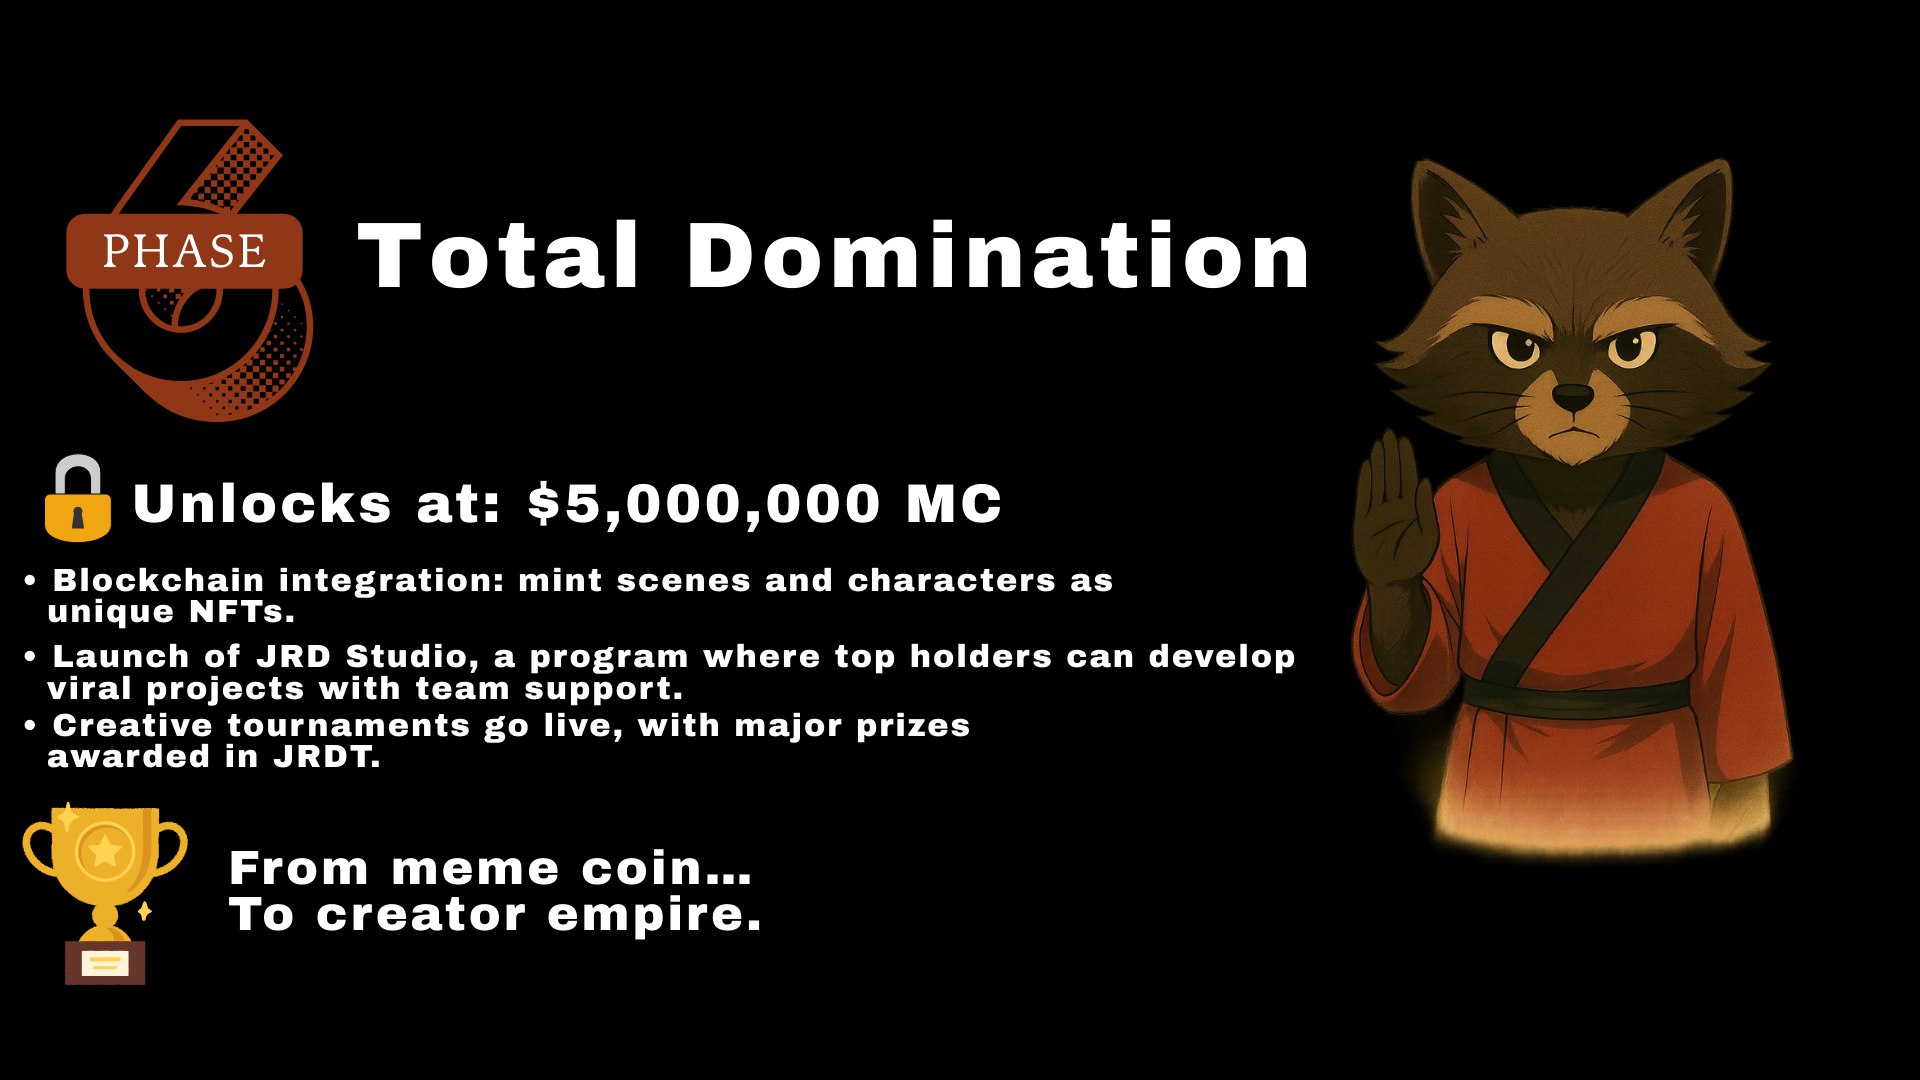 6
PHASE
Total Domination
Unlocks at: $5,000,000 MC
• Blockchain integration: mint scenes and characters as
unique NFTs.
• Launch of JRD Studio, a program where top holders can develop
viral projects with team support.
• Creative tournaments go live, with major prizes
awarded in JRDT.
From meme coin...
To creator empire.